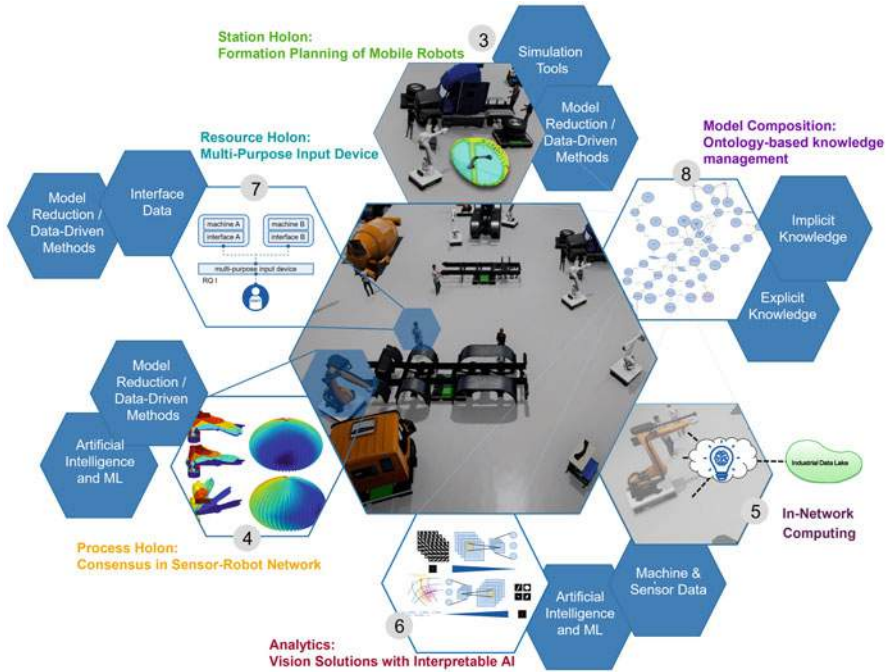 Station Holon:
Formation Planning of Mobile Robots
3
Simulation
Tools
Model
Reduction /
Data-Driven
Methods
Resource Holon:
Multi-Purpose Input Device
7
Interface
Data
Model
Reduction /
Data-Driven
Methods
machine A
interface A
machine B
interface B
multi-purpose input device
RQ I
Model Composition:
Ontology-based knowledge
management
8
Implicit
Knowledge
Explicit
Knowledge
Model
Reduction /
Data-Driven
Methods
Artificial
Intelligence
and ML
4
Process Holon:
Consensus in Sensor-Robot Network
Industrial Data Lake
5
In-Network
Computing
Machine &
Sensor Data
Artificial
Intelligence
and ML
6
Analytics:
Vision Solutions with Interpretable AI